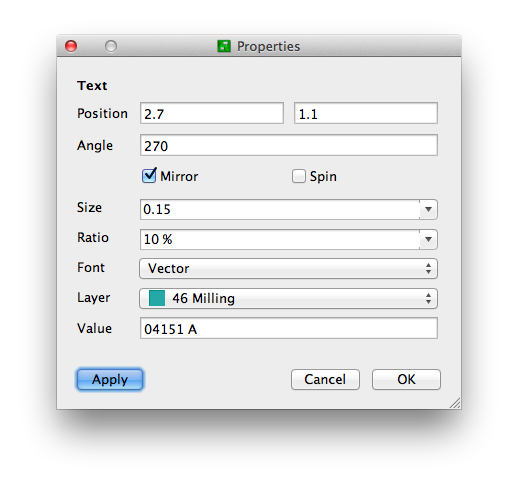 Properties
Text
Position 2.7 1.1
Angle 270
Mirror Spin
Size 0.15
Ratio 10 %
Font Vector
Layer 46 Milling
Value 04151 A
Apply Cancel OK